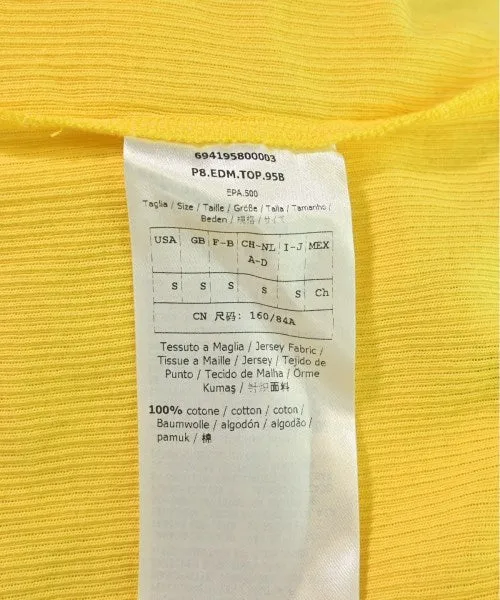 694195800003
P8.EDM.TOP.95B
EPA.500
Taglia / Size / Taille / Größe / Talla / Tamanho /
Beden / 规格 / サイズ
USA GB F-B CH-NL I-J MEX
A-D
S S S S S Ch
CN 尺码: 160/84A
Tessuto a Maglia / Jersey Fabric /
Tissue a Maille / Jersey / Tejido de
Punto / Tecido de Malha / Örme
Kumaş / 针织面料
100% cotone / cotton / coton /
Baumwolle / algodón / algodão /
pamuk / 棉